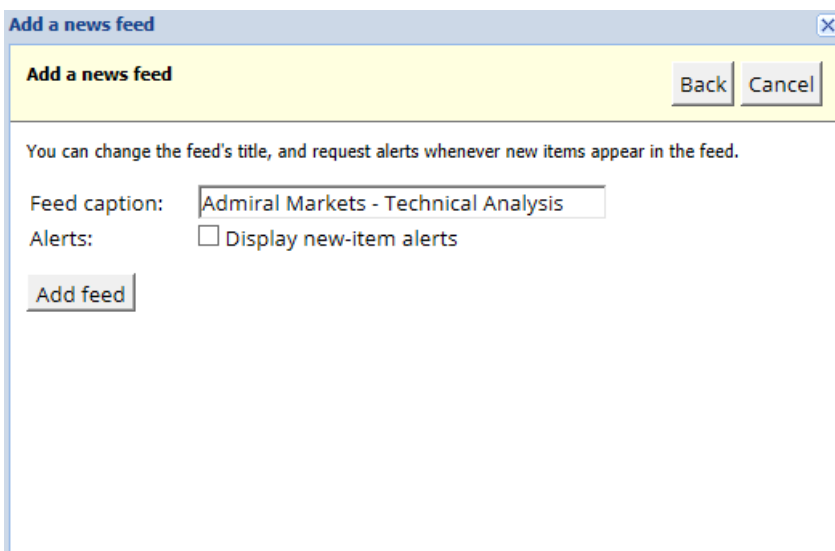 Add a news feed
Add a news feed
Back Cancel
You can change the feed's title, and request alerts whenever new items appear in the feed.
Feed caption: Admiral Markets - Technical Analysis
Alerts: Display new-item alerts
Add feed